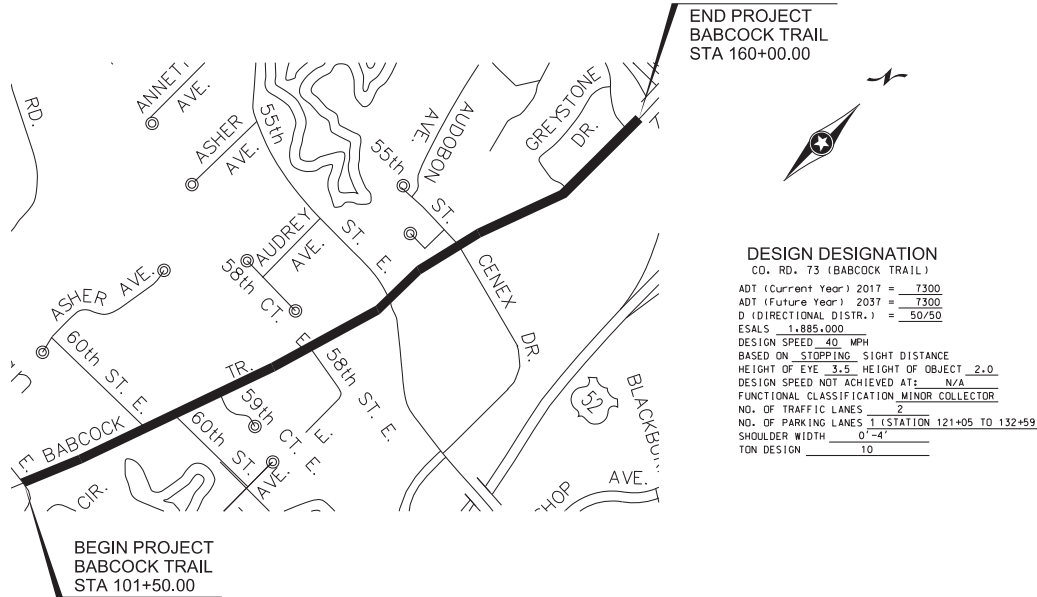 END PROJECT
BABCOCK TRAIL
STA 160+00.00
N
RD.
ANNETT
AVE.
ASHER
AVE.
55th
ST. E.
AUDOBON
AVE.
55th
ST.
GREYSTONE
DR.
AUDREY
AVE.
58th CT. E.
ASHER AVE.
60th ST. E.
CENEX
DR.
BABCOCK TR.
58th ST. E.
59th
CT. E.
60th ST. E.
AVE.
E.
CIR.
52
BLACKBUR
AVE.
SHOP
BEGIN PROJECT
BABCOCK TRAIL
STA 101+50.00
DESIGN DESIGNATION
CO. RD. 73 (BABCOCK TRAIL)
ADT (Current Year) 2017 = 7300
ADT (Future Year) 2037 = 7300
D (DIRECTIONAL DISTR.) = 50/50
ESALS 1,885,000
DESIGN SPEED 40 MPH
BASED ON STOPPING SIGHT DISTANCE
HEIGHT OF EYE 3.5 HEIGHT OF OBJECT 2.0
DESIGN SPEED NOT ACHIEVED AT: N/A
FUNCTIONAL CLASSIFICATION MINOR COLLECTOR
NO. OF TRAFFIC LANES 2
NO. OF PARKING LANES 1 (STATION 121+05 TO 132+59
SHOULDER WIDTH 0'-4'
TON DESIGN 10